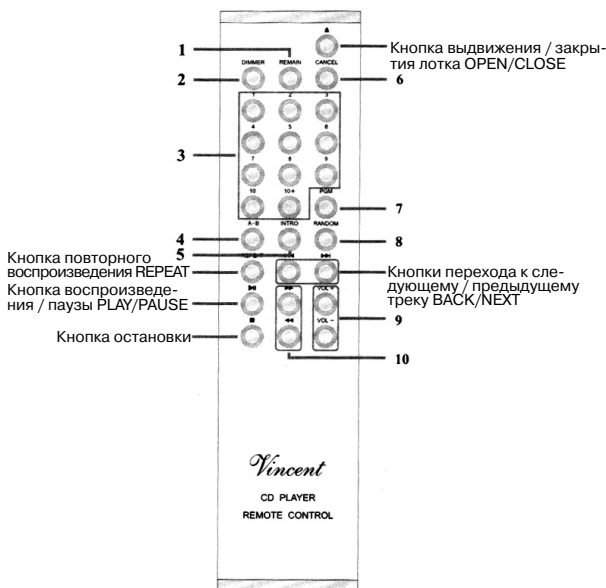 1
Кнопка выдвижения / закры-
тия лотка OPEN/CLOSE
2
DIMMER
REMAIN
CANCEL
6
1
2
3
4
5
6
3
7
8
9
10
10+
PGM
7
4
A-B
INTRO
RANDOM
8
5
Кнопка повторного
воспроизведения REPEAT
REPEAT
Кнопки перехода к сле-
дующему / предыдущему
треку BACK/NEXT
Кнопка воспроизведе-
ния / паузы PLAY/PAUSE
VOL +
9
Кнопка остановки
VOL −
10
Vincent
CD PLAYER
REMOTE CONTROL